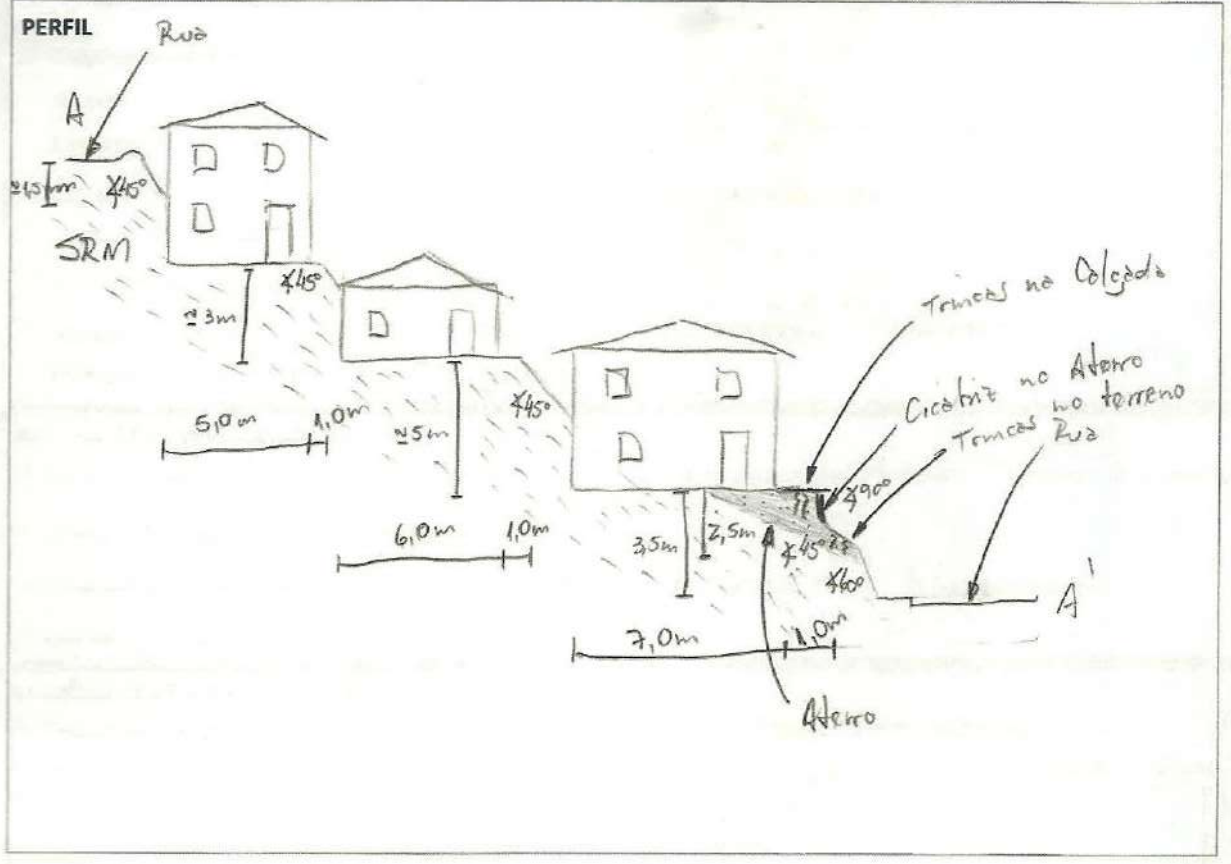 PERFIL
Rua
A
≃1,5m
∡45°
SRM
∡45°
≃3m
Trincas na Calçada
Cicatriz no Aterro
Trincas no terreno
Rua
∡45°
5,0m
1,0m
≃5m
∡90°
6,0m
1,0m
3,5m
2,5m
∡45°
∡60°
A'
7,0m
1,0m
Aterro